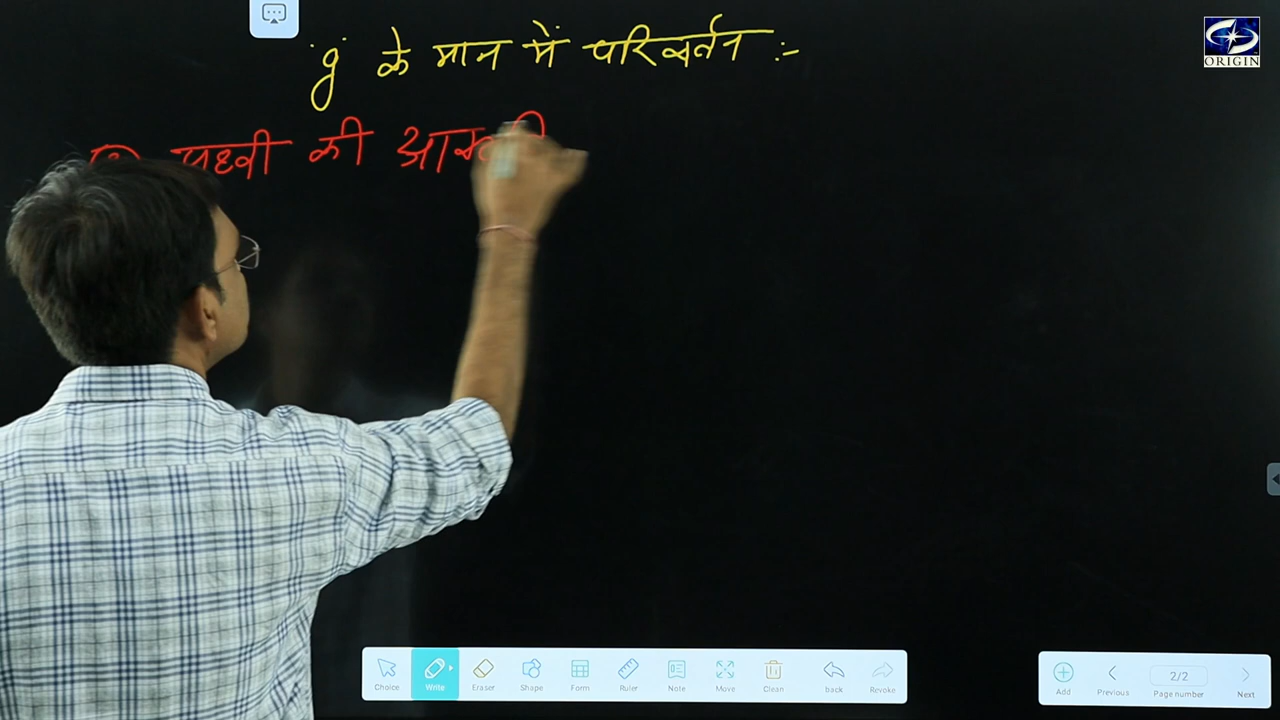 ORIGIN
'g' के मान में परिवर्तन :-
पृथ्वी की
Choice Write Eraser Shape Form Ruler Note Move Clean back Revoke
Add Previous 2/2 Page number Next